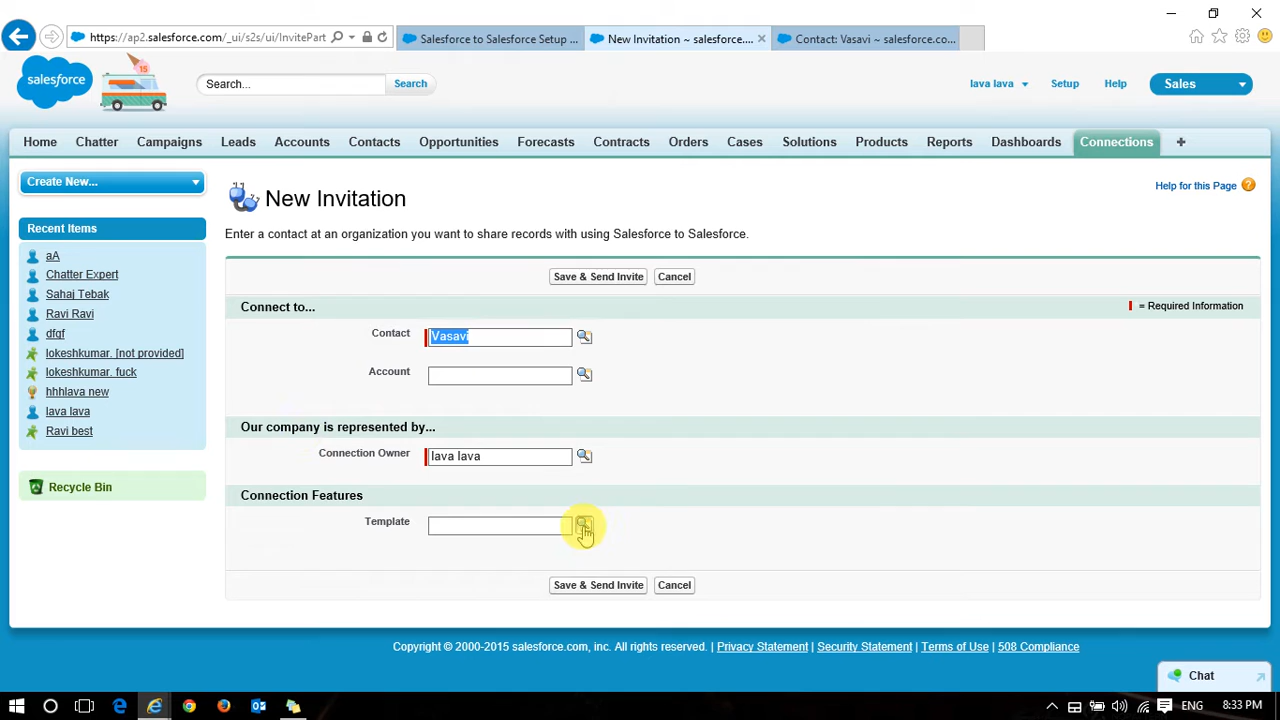 https://ap2.salesforce.com/_ui/s2s/ui/InvitePart
Salesforce to Salesforce Setup ...
New Invitation ~ salesforce....
Contact: Vasavi ~ salesforce.co...
salesforce
15
Search...
Search
lava lava
Setup
Help
Sales
Home
Chatter
Campaigns
Leads
Accounts
Contacts
Opportunities
Forecasts
Contracts
Orders
Cases
Solutions
Products
Reports
Dashboards
Connections
+
Create New...
Recent Items
aA
Chatter Expert
Sahaj Tebak
Ravi Ravi
dfgf
lokeshkumar. [not provided]
lokeshkumar. fuck
hhhlava new
lava lava
Ravi best
Recycle Bin
New Invitation
Help for this Page
Enter a contact at an organization you want to share records with using Salesforce to Salesforce.
Save & Send Invite
Cancel
Connect to...
= Required Information
Contact
Vasavi
Account
Our company is represented by...
Connection Owner
lava lava
Connection Features
Template
Save & Send Invite
Cancel
Copyright © 2000-2015 salesforce.com, inc. All rights reserved. | Privacy Statement | Security Statement | Terms of Use | 508 Compliance
Chat
ENG
8:33 PM